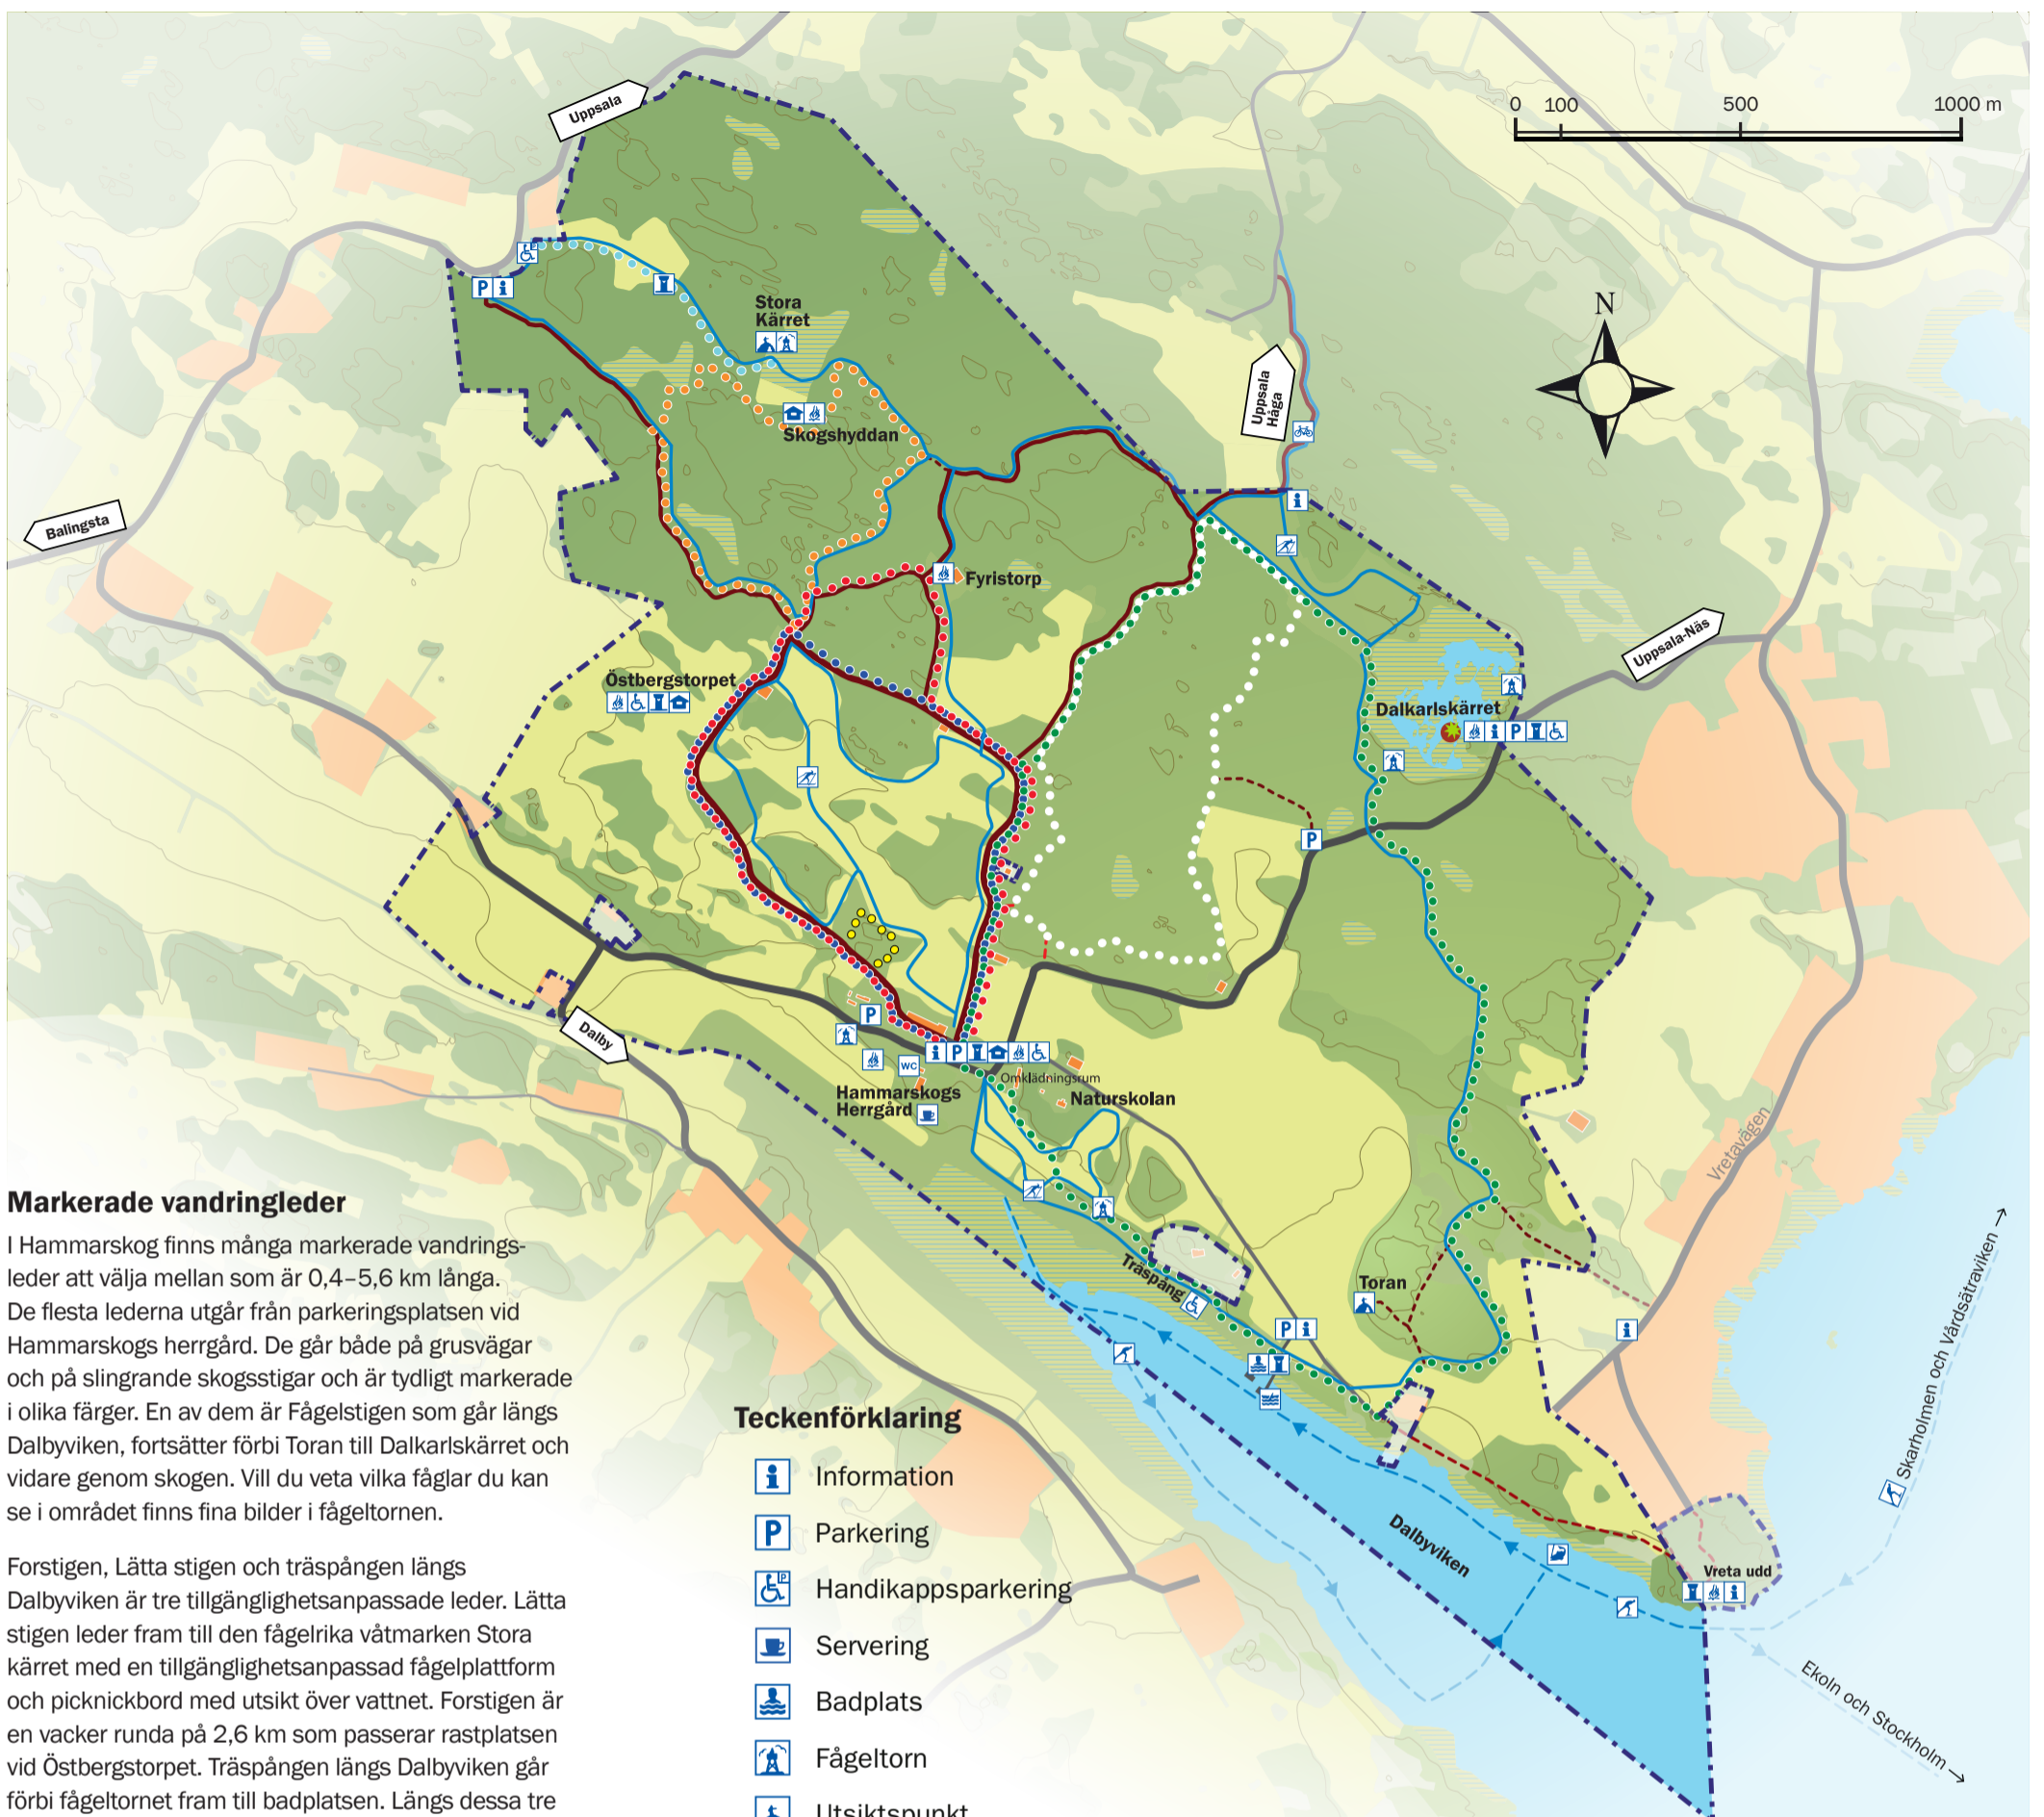 Uppsala
0 100 500 1000 m
N
Stora
Kärret
Uppsala
Håga
Skogshyddan
Balingsta
Fyristorp
Uppsala-Näs
Östbergstorpet
Dalkarlskärret
P i
P
P
Dalby
i P
WC
Omklädningsrum
Hammarskogs
Herrgård
Naturskolan
Vretavägen
Träspång
Toran
P i
i
Skarholmen och Vårdsätraviken
Dalbyviken
Vreta udd
Ekoln och Stockholm
Markerade vandringleder
I Hammarskog finns många markerade vandrings-
leder att välja mellan som är 0,4–5,6 km långa.
De flesta lederna utgår från parkeringsplatsen vid
Hammarskogs herrgård. De går både på grusvägar
och på slingrande skogsstigar och är tydligt markerade
i olika färger. En av dem är Fågelstigen som går längs
Dalbyviken, fortsätter förbi Toran till Dalkarlskärret och
vidare genom skogen. Vill du veta vilka fåglar du kan
se i området finns fina bilder i fågeltornen.
Forstigen, Lätta stigen och träspången längs
Dalbyviken är tre tillgänglighetsanpassade leder. Lätta
stigen leder fram till den fågelrika våtmarken Stora
kärret med en tillgänglighetsanpassad fågelplattform
och picknickbord med utsikt över vattnet. Forstigen är
en vacker runda på 2,6 km som passerar rastplatsen
vid Östbergstorpet. Träspången längs Dalbyviken går
förbi fågeltornet fram till badplatsen. Längs dessa tre
Teckenförklaring
i Information
P Parkering
P Handikappsparkering
Servering
Badplats
Fågeltorn
Utsiktspunkt